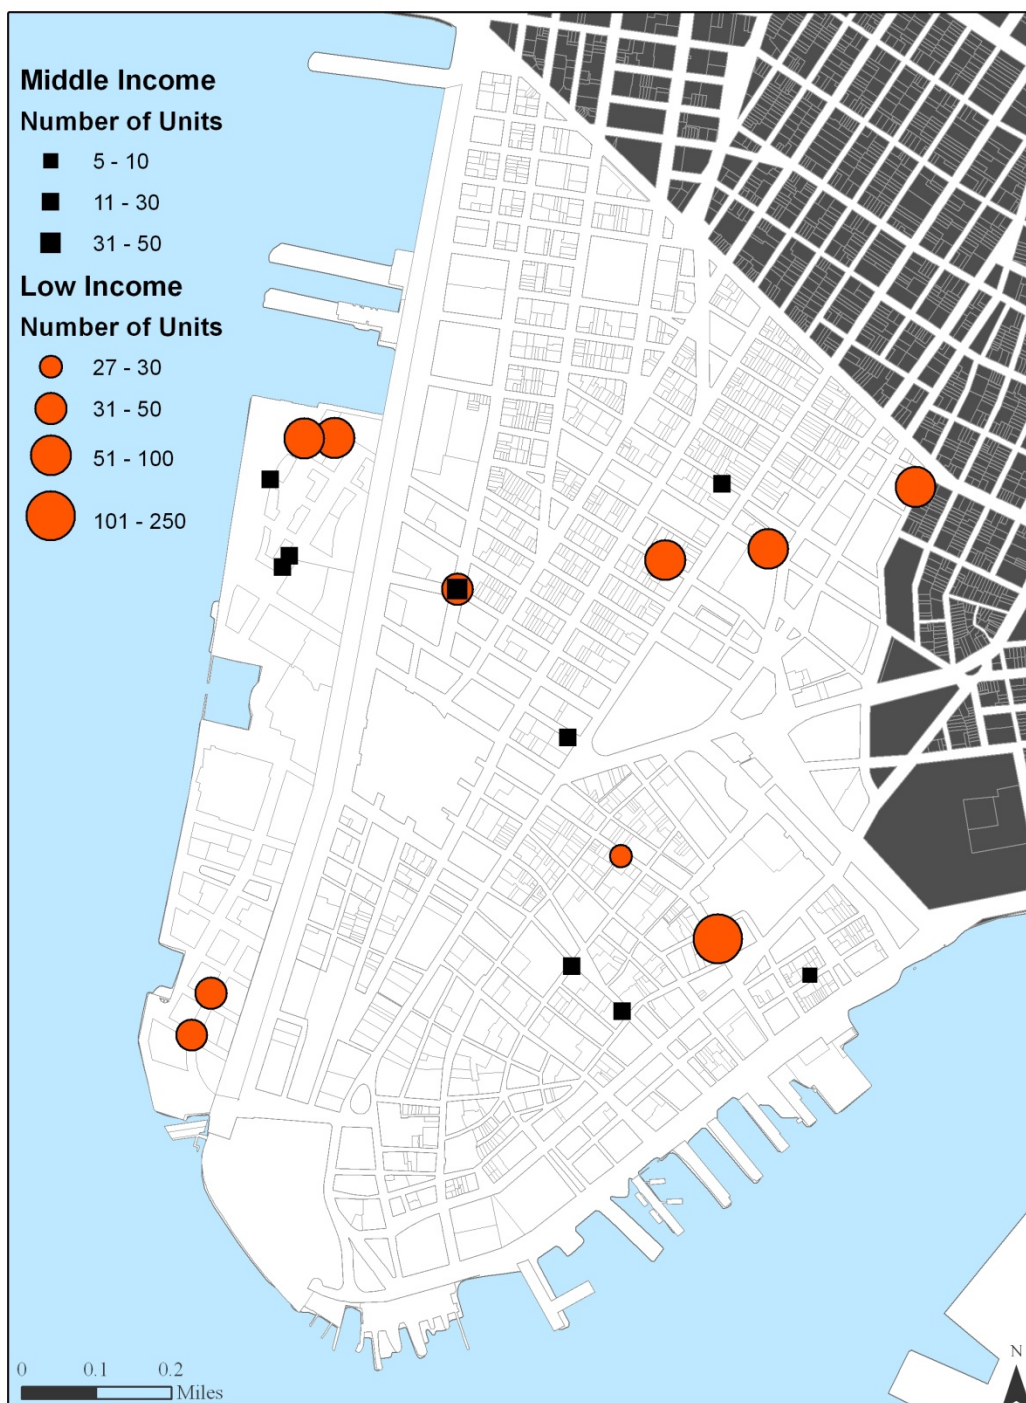 Middle Income
Number of Units
5 - 10
11 - 30
31 - 50
Low Income
Number of Units
27 - 30
31 - 50
51 - 100
101 - 250
0 0.1 0.2
Miles
N